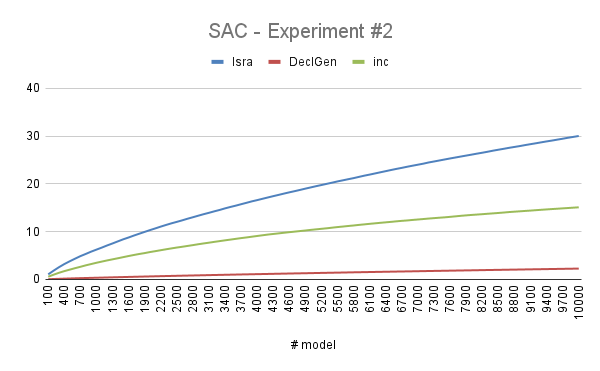 SAC - Experiment #2
Isra DeclGen inc
40
30
20
10
0
100 400 700 1000 1300 1600 1900 2200 2500 2800 3100 3400 3700 4000 4300 4600 4900 5200 5500 5800 6100 6400 6700 7000 7300 7600 7900 8200 8500 8800 9100 9400 9700 10000
# model